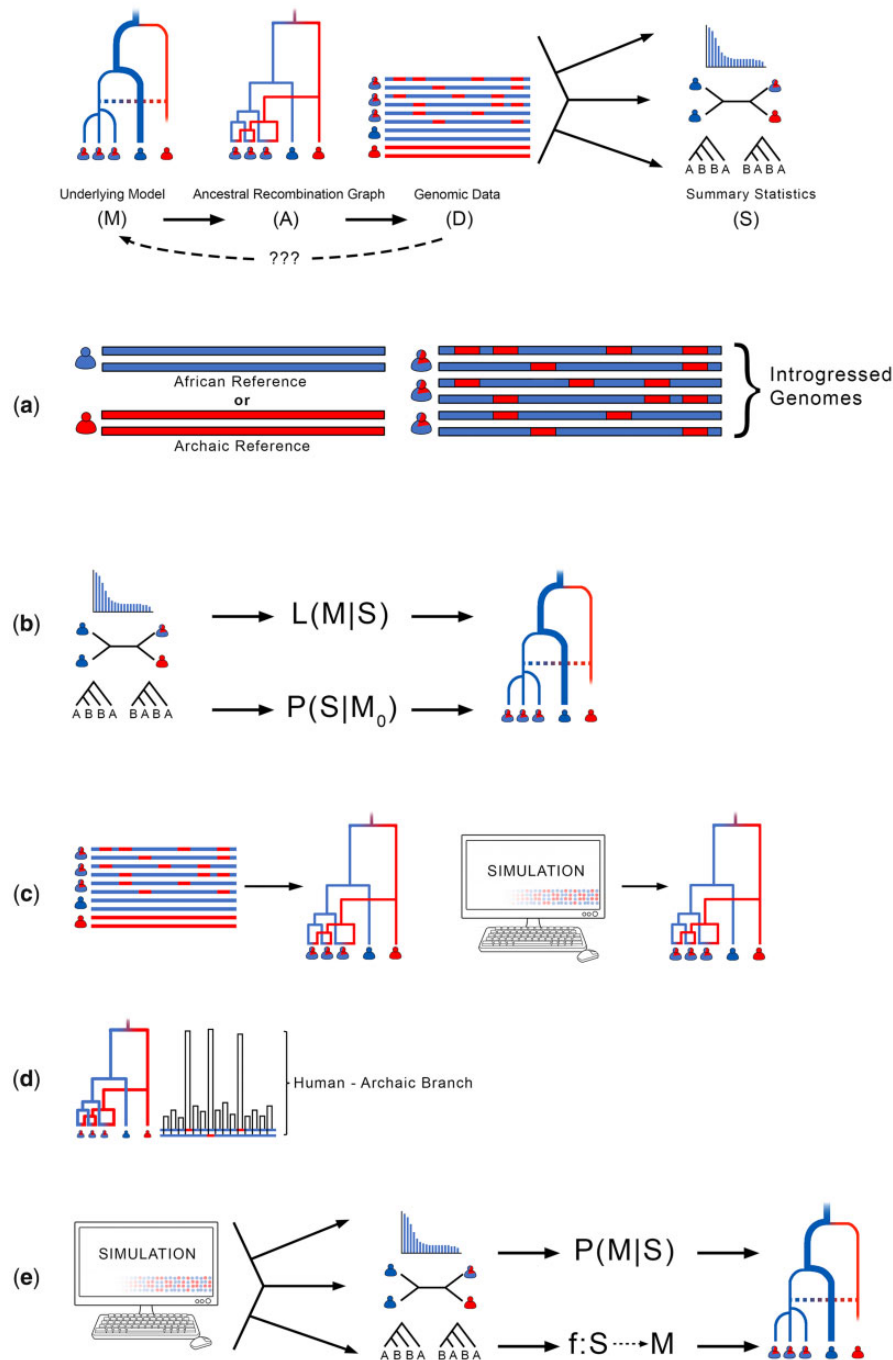 A B B A B A B A
Underlying Model Ancestral Recombination Graph Genomic Data Summary Statistics
(M) (A) (D) (S)
???
(a)
African Reference
or
Archaic Reference
Introgressed
Genomes
(b)
L(M|S)
A B B A B A B A
P(S|M0)
(c)
SIMULATION
(d)
Human - Archaic Branch
(e)
SIMULATION
P(M|S)
A B B A B A B A
f:S M